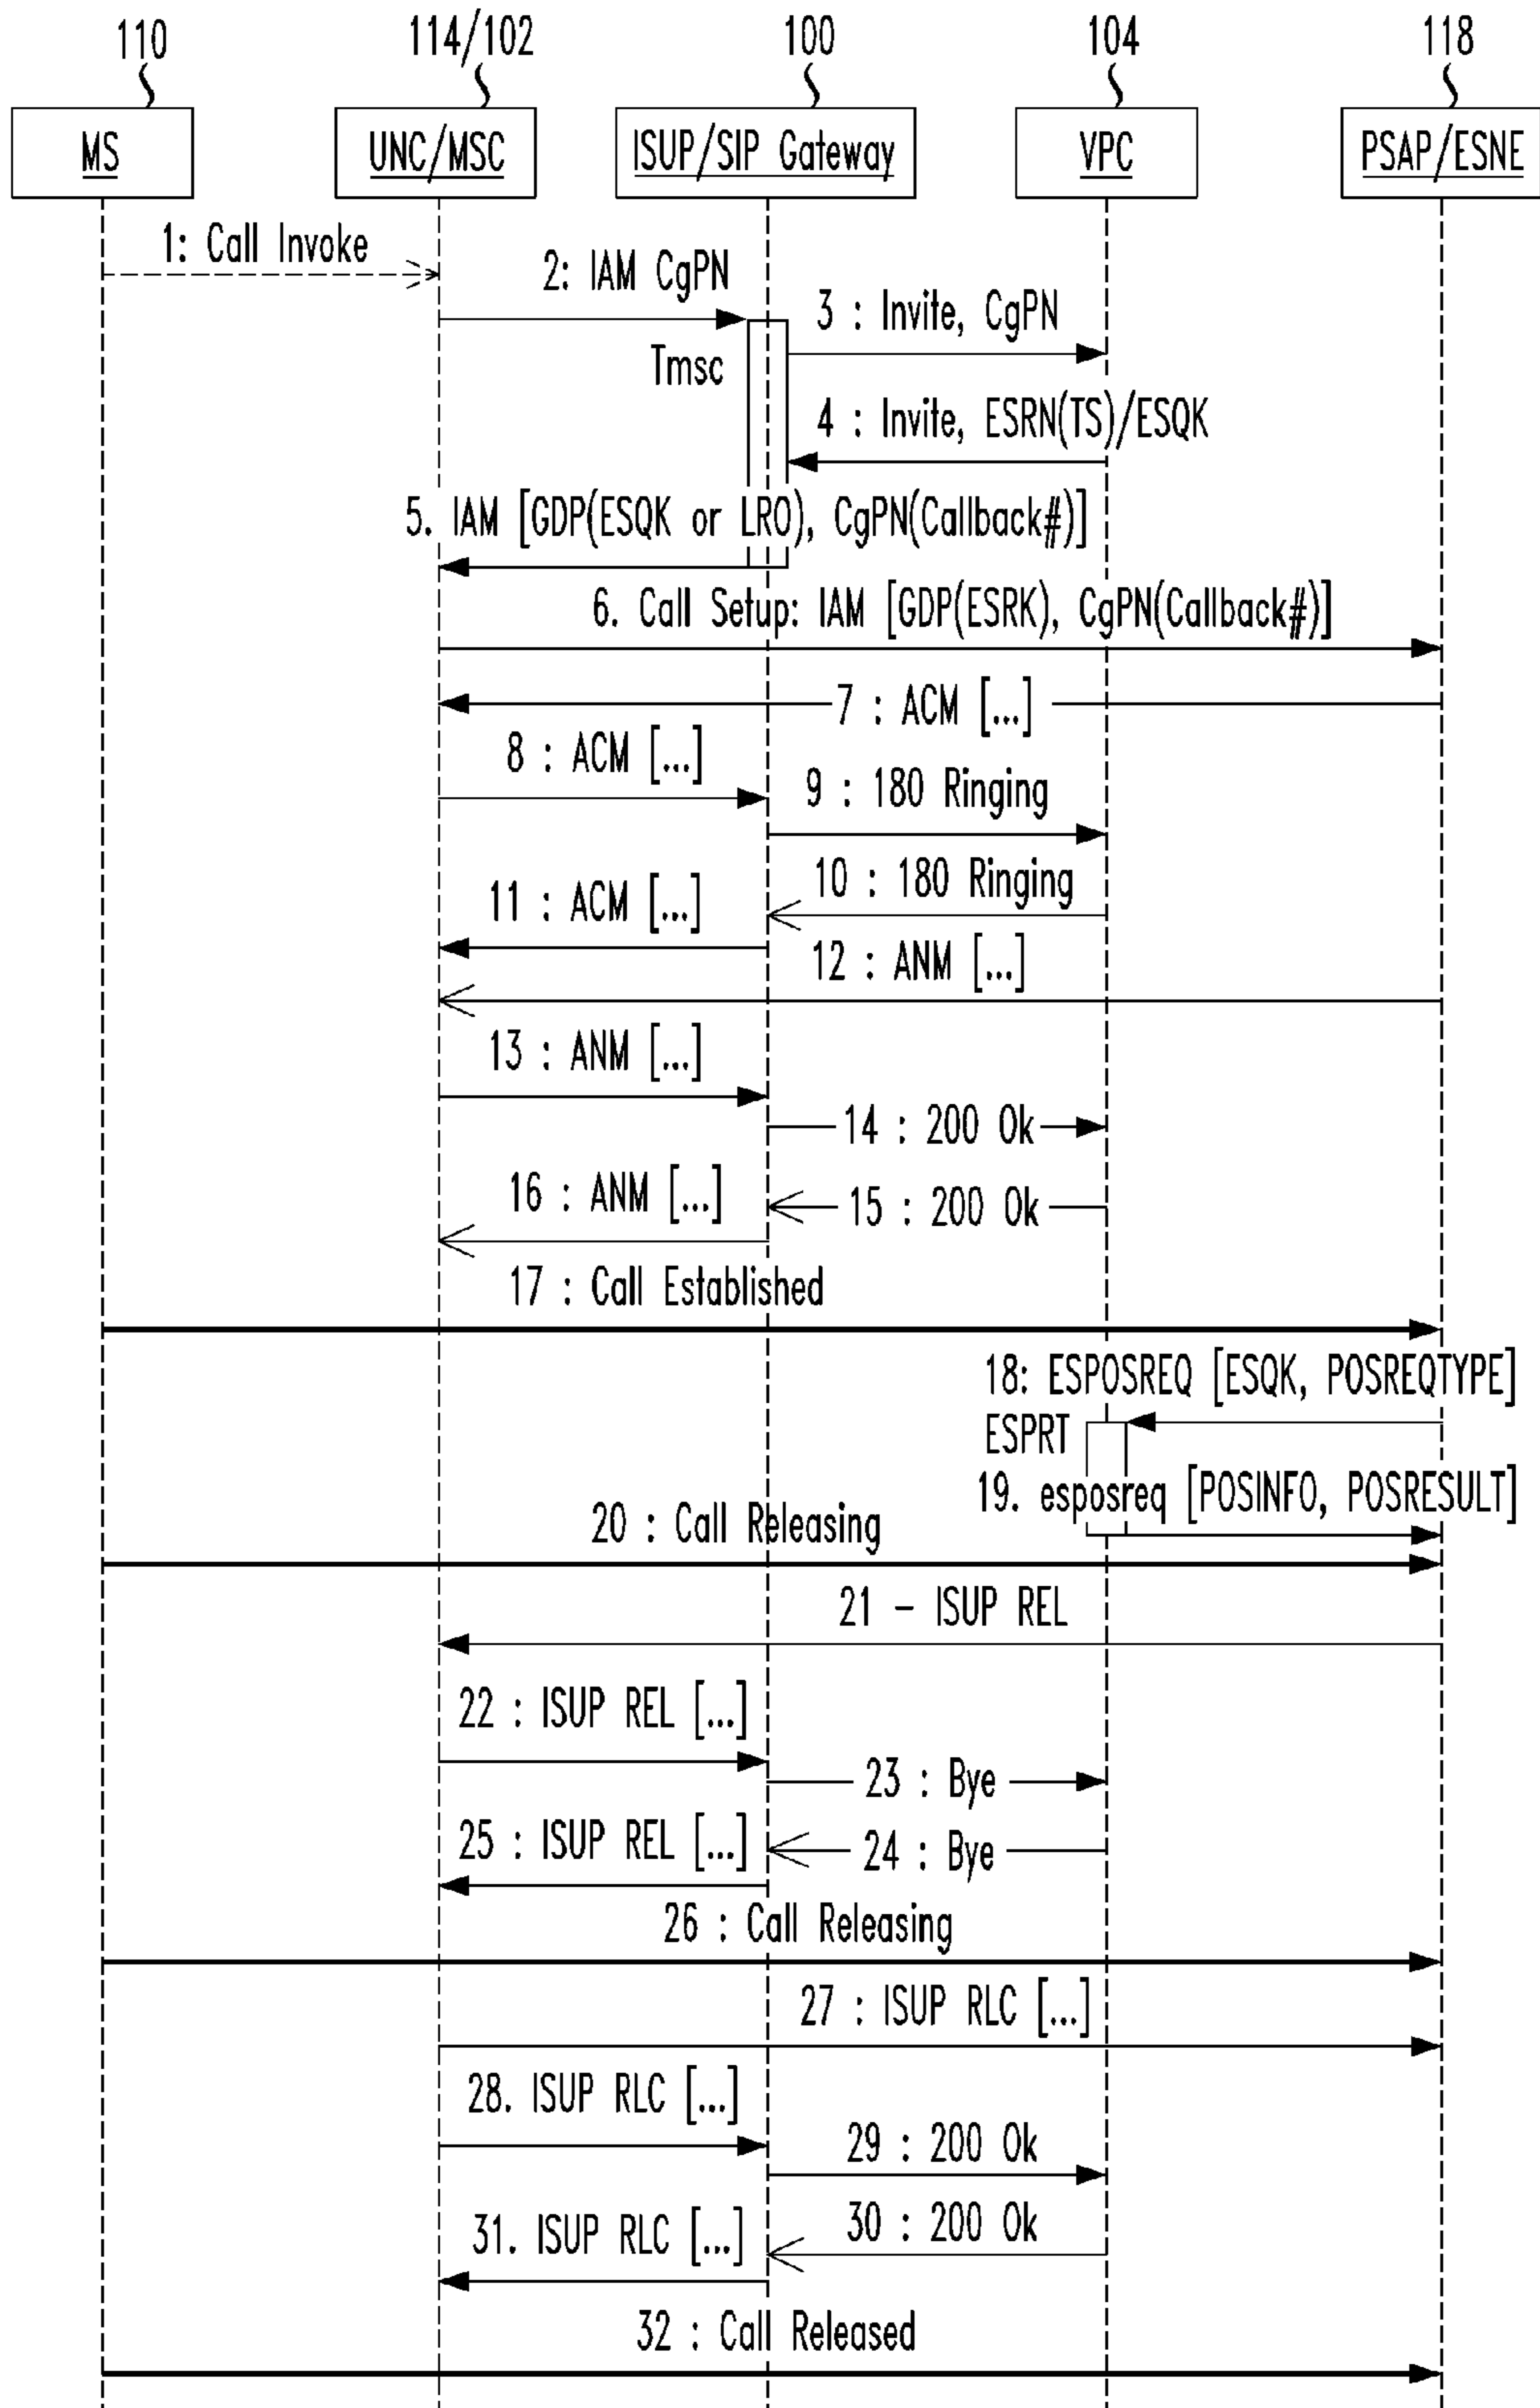 110 114/102 100 104 118
MS UNC/MSC ISUP/SIP Gateway VPC PSAP/ESNE
1: Call Invoke
2: IAM CgPN
3 : Invite, CgPN
Tmsc
4 : Invite, ESRN(TS)/ESQK
5. IAM [GDP(ESQK or LRO), CgPN(Callback#)]
6. Call Setup: IAM [GDP(ESRK), CgPN(Callback#)]
7 : ACM [...]
8 : ACM [...]
9 : 180 Ringing
10 : 180 Ringing
11 : ACM [...]
12 : ANM [...]
13 : ANM [...]
14 : 200 Ok
16 : ANM [...]
15 : 200 Ok
17 : Call Established
18: ESPOSREQ [ESQK, POSREQTYPE]
ESPRT
19. esposreq [POSINFO, POSRESULT]
20 : Call Releasing
21 - ISUP REL
22 : ISUP REL [...]
23 : Bye
25 : ISUP REL [...]
24 : Bye
26 : Call Releasing
27 : ISUP RLC [...]
28. ISUP RLC [...]
29 : 200 Ok
30 : 200 Ok
31. ISUP RLC [...]
32 : Call Released